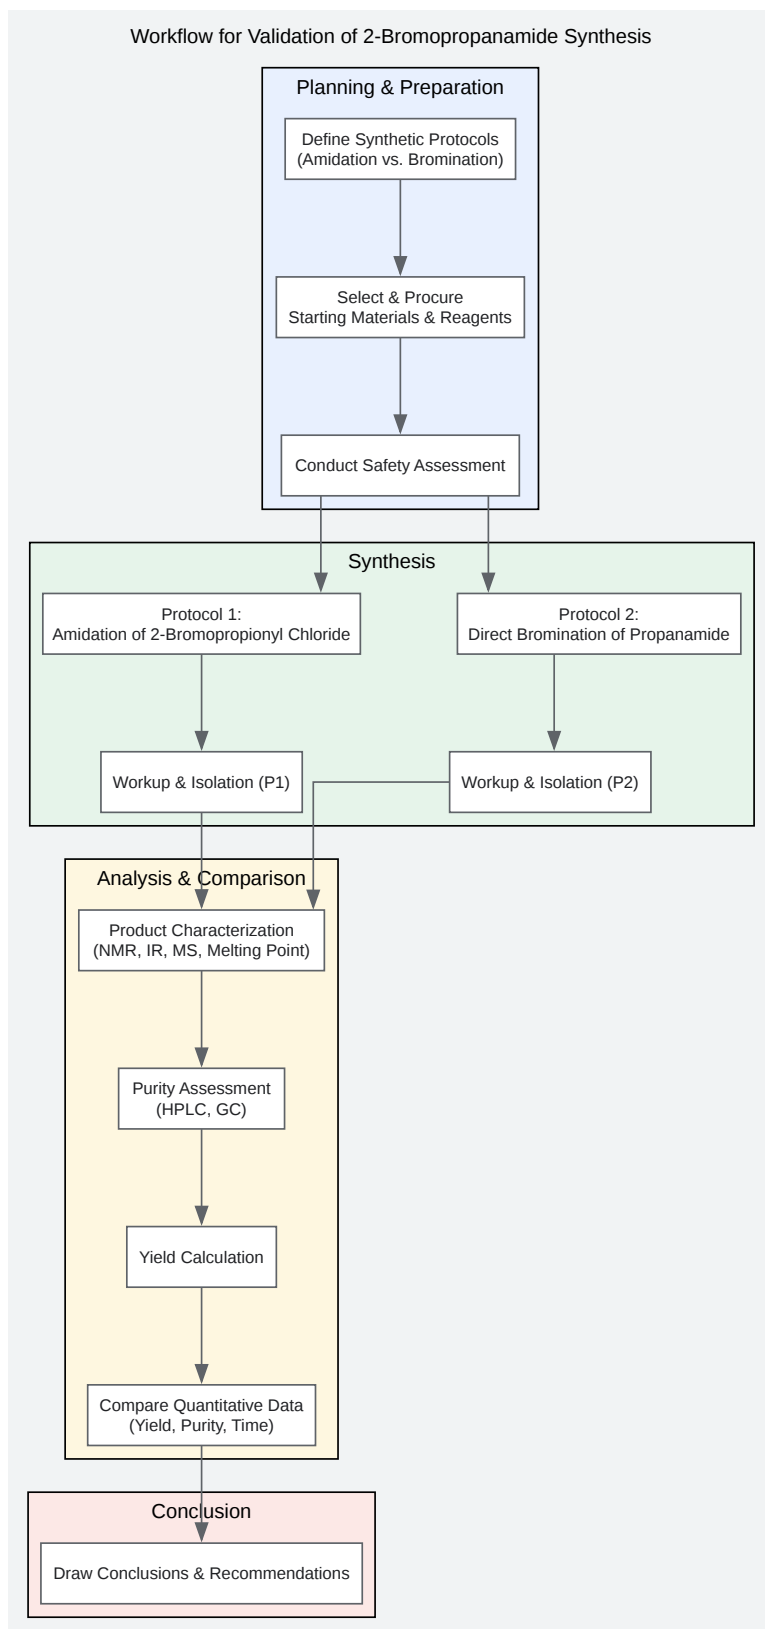 Workflow for Validation of 2-Bromopropanamide Synthesis
Planning & Preparation
Define Synthetic Protocols
(Amidation vs. Bromination)
Select & Procure
Starting Materials & Reagents
Conduct Safety Assessment
Synthesis
Protocol 1:
Amidation of 2-Bromopropionyl Chloride
Protocol 2:
Direct Bromination of Propanamide
Workup & Isolation (P1)
Workup & Isolation (P2)
Analysis & Comparison
Product Characterization
(NMR, IR, MS, Melting Point)
Purity Assessment
(HPLC, GC)
Yield Calculation
Compare Quantitative Data
(Yield, Purity, Time)
Conclusion
Draw Conclusions & Recommendations